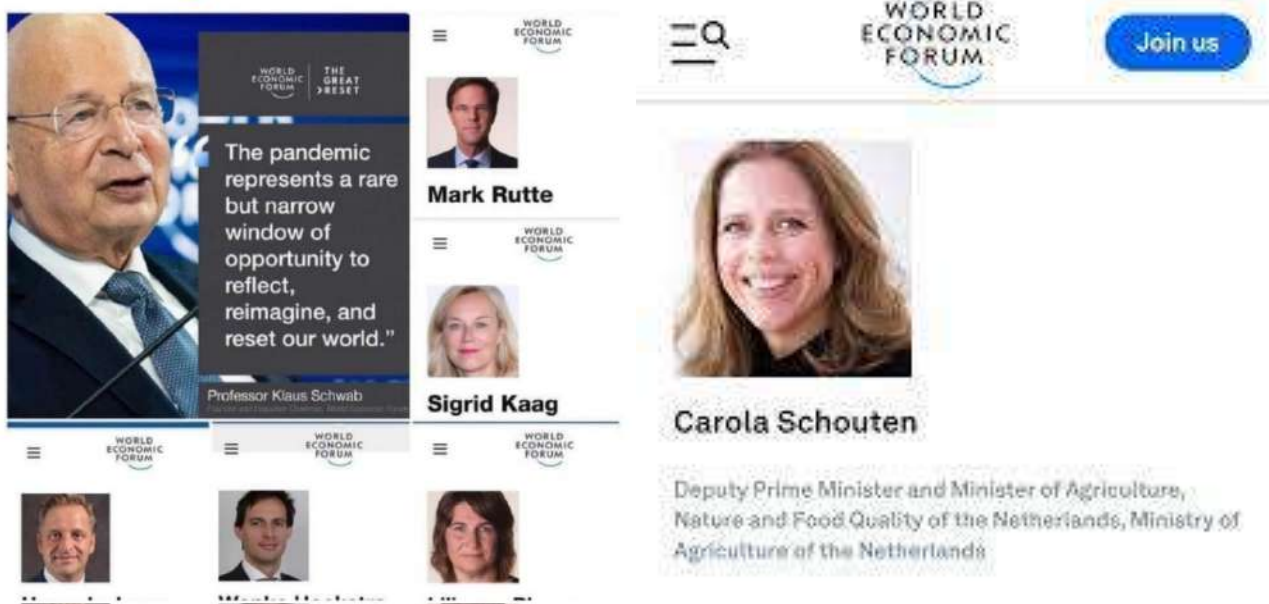 WORLD
ECONOMIC
FORUM
THE
GREAT
>RESET
“The pandemic
represents a rare
but narrow
window of
opportunity to
reflect,
reimagine, and
reset our world.”
Professor Klaus Schwab
WORLD
ECONOMIC
FORUM
Mark Rutte
WORLD
ECONOMIC
FORUM
Sigrid Kaag
WORLD
ECONOMIC
FORUM
WORLD
ECONOMIC
FORUM
WORLD
ECONOMIC
FORUM
WORLD
ECONOMIC
FORUM
Join us
Carola Schouten
Deputy Prime Minister and Minister of Agriculture,
Nature and Food Quality of the Netherlands, Ministry of
Agriculture of the Netherlands